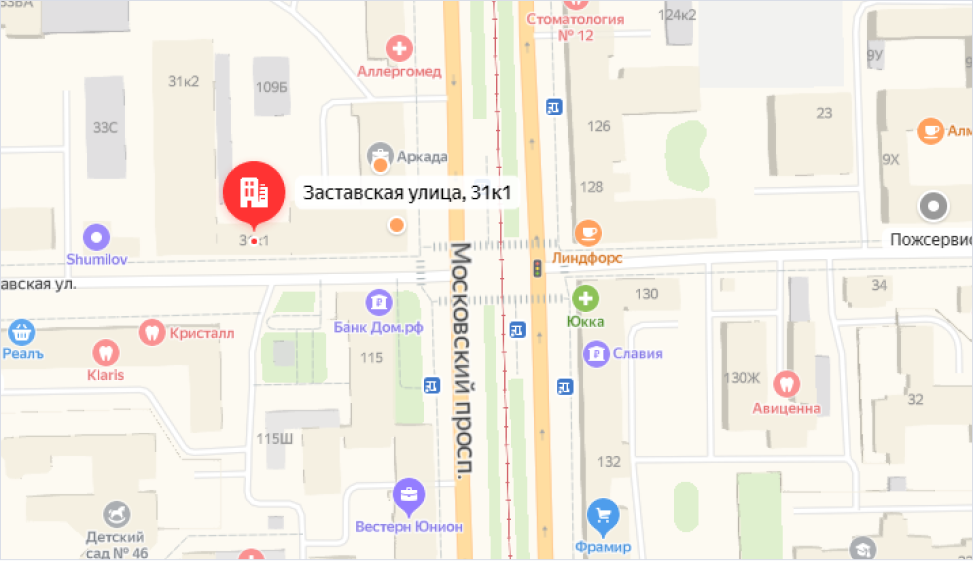 33ВА
Стоматология
№ 12
124к2
31к2
Аллергомед
109Б
9У
33С
126
23
Алм
Аркада
9Х
128
Заставская улица, 31к1
31к1
Shumilov
Линдфорс
Пожсервис
авская ул.
Московский просп.
130
34
Банк Дом.рф
Юкка
Кристалл
Реалъ
Klaris
115
Славия
130Ж
Авиценна
32
115Ш
132
Вестерн Юнион
Детский
сад № 46
Фрамир